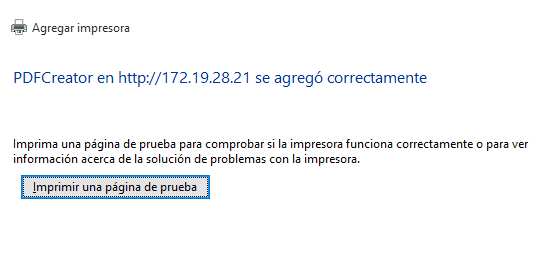 Agregar impresora
PDFCreator en http://172.19.28.21 se agregó correctamente
Imprima una página de prueba para comprobar si la impresora funciona correctamente o para ver
información acerca de la solución de problemas con la impresora.
Imprimir una página de prueba